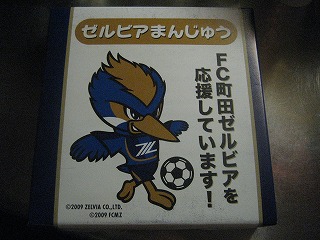 ゼルビアまんじゅう
FC町田ゼルビアを
応援しています!
©2009 ZELVIA CO.,LTD.
©2009 FCMZ